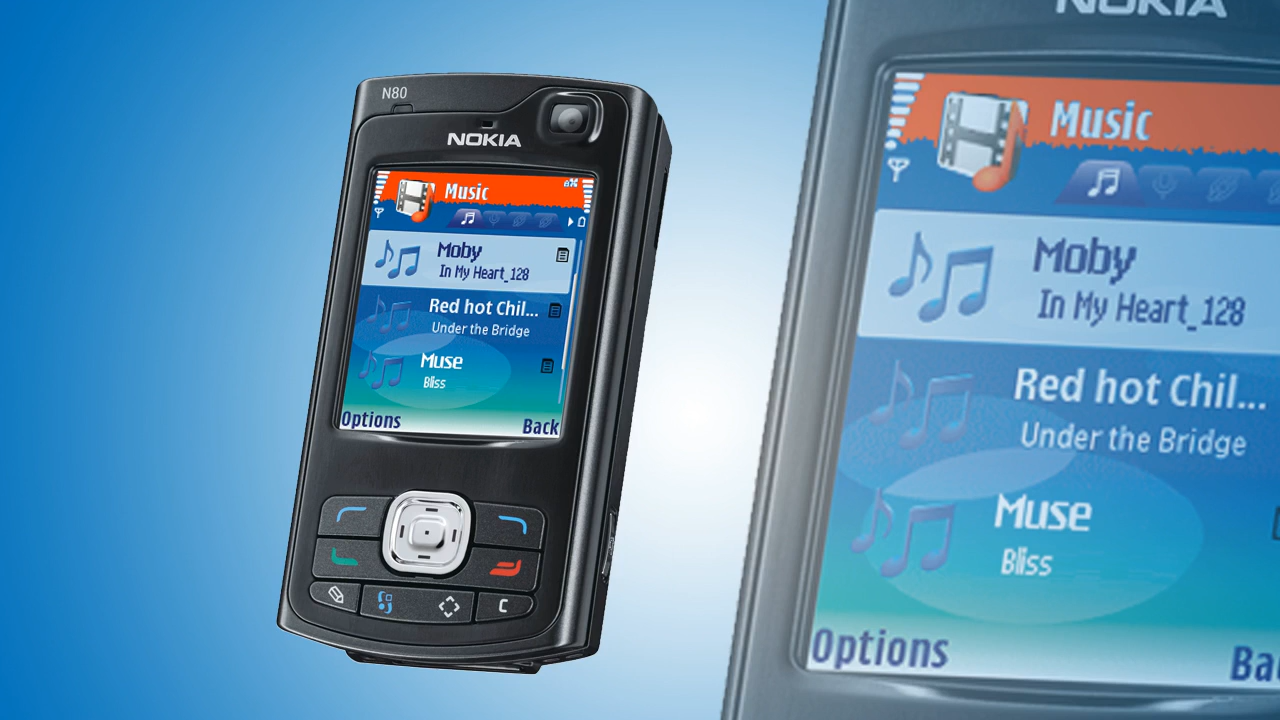 N80
NOKIA
Music
Moby
In My Heart_128
Red hot Chil...
Under the Bridge
Muse
Bliss
Options
Back
C
NOKIA
Music
Moby
In My Heart_128
Red hot Chil...
Under the Bridge
Muse
Bliss
Options
Ba